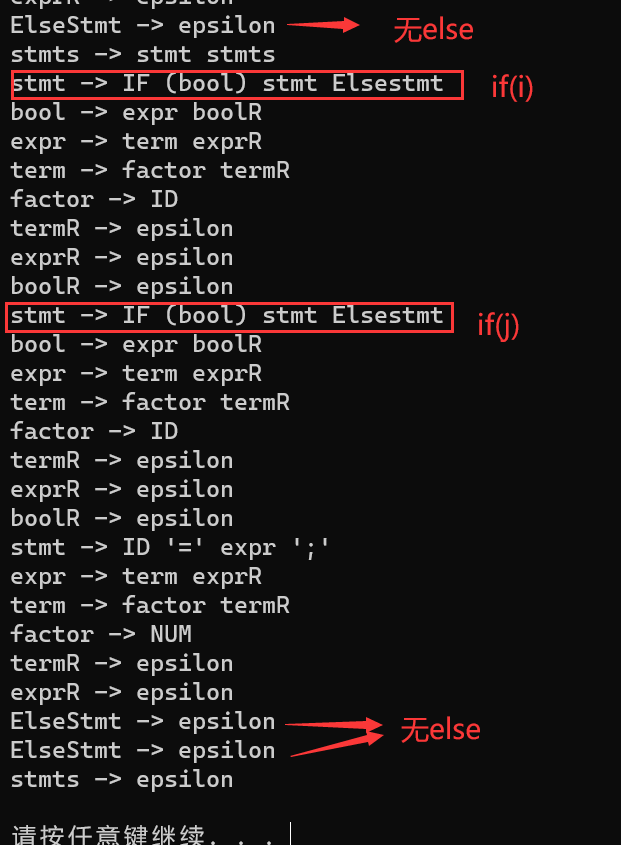 exprR -> epsilon
ElseStmt -> epsilon 无else
stmts -> stmt stmts
stmt -> IF (bool) stmt Elsestmt if(i)
bool -> expr boolR
expr -> term exprR
term -> factor termR
factor -> ID
termR -> epsilon
exprR -> epsilon
boolR -> epsilon
stmt -> IF (bool) stmt Elsestmt if(j)
bool -> expr boolR
expr -> term exprR
term -> factor termR
factor -> ID
termR -> epsilon
exprR -> epsilon
boolR -> epsilon
stmt -> ID '=' expr ';'
expr -> term exprR
term -> factor termR
factor -> NUM
termR -> epsilon
exprR -> epsilon
ElseStmt -> epsilon 无else
ElseStmt -> epsilon
stmts -> epsilon
请按任意键继续. . .